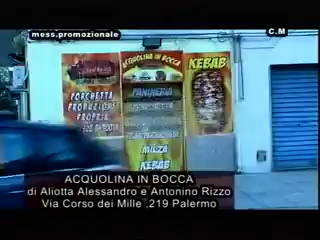 mess.promozionale
C.M
ACQUOLINA IN BOCCA
KEBAB
PANINERIA
PORCHETTA
PRODUZIONE
PROPRIA
MILZA
KEBAB
ACQUOLINA IN BOCCA
di Aliotta Alessandro e Antonino Rizzo
Via Corso dei Mille ,219 Palermo